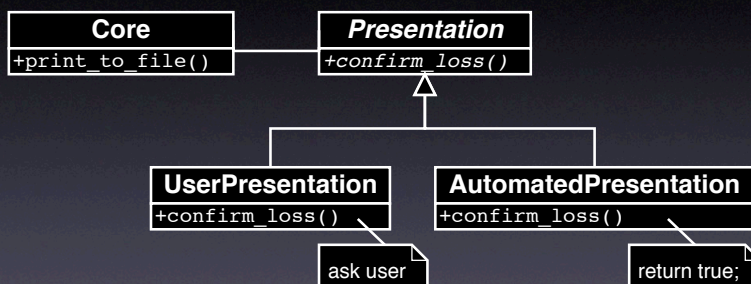 Core
+print_to_file()
Presentation
+confirm_loss()
UserPresentation
+confirm_loss()
AutomatedPresentation
+confirm_loss()
ask user
return true;